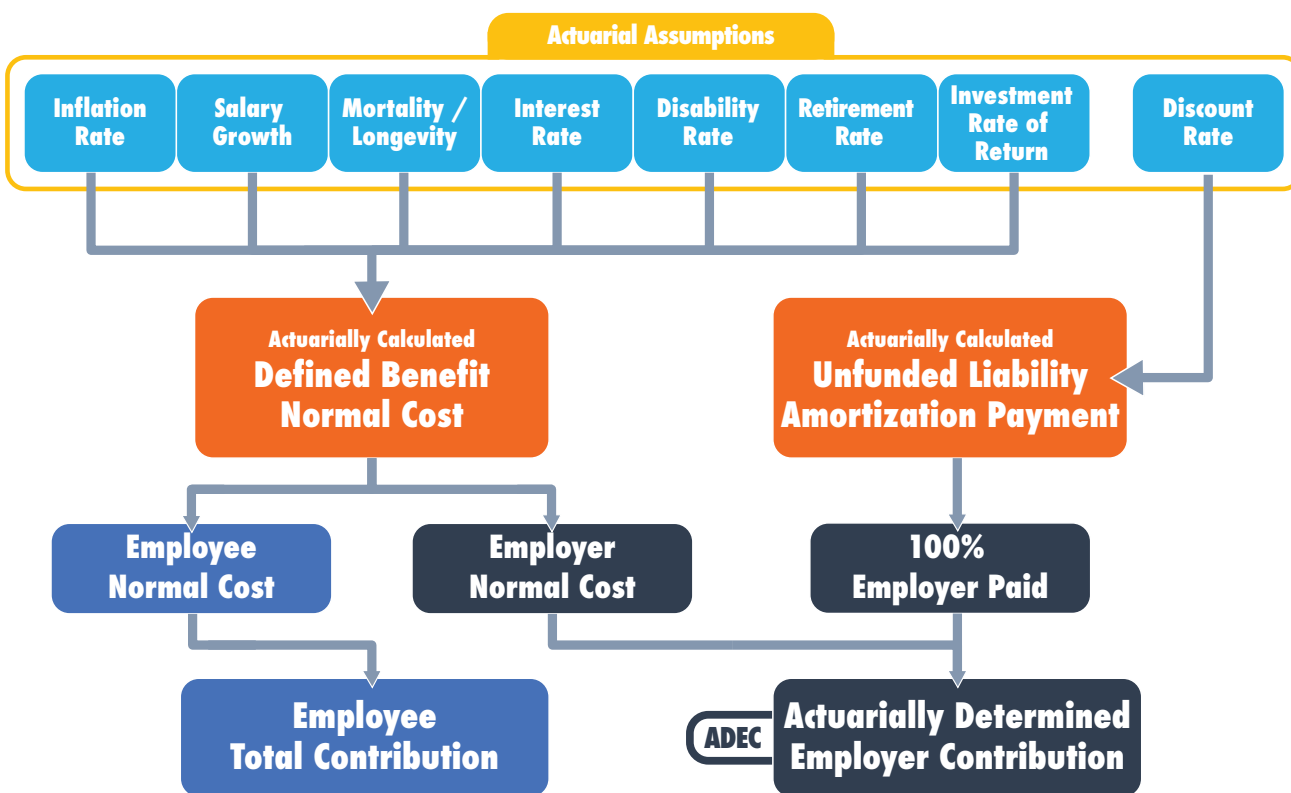 Actuarial Assumptions
Inflation
Rate
Salary
Growth
Mortality /
Longevity
Interest
Rate
Disability
Rate
Retirement
Rate
Investment
Rate of
Return
Discount
Rate
Actuarially Calculated
Defined Benefit
Normal Cost
Actuarially Calculated
Unfunded Liability
Amortization Payment
Employee
Normal Cost
Employer
Normal Cost
100%
Employer Paid
Employee
Total Contribution
ADEC
Actuarially Determined
Employer Contribution